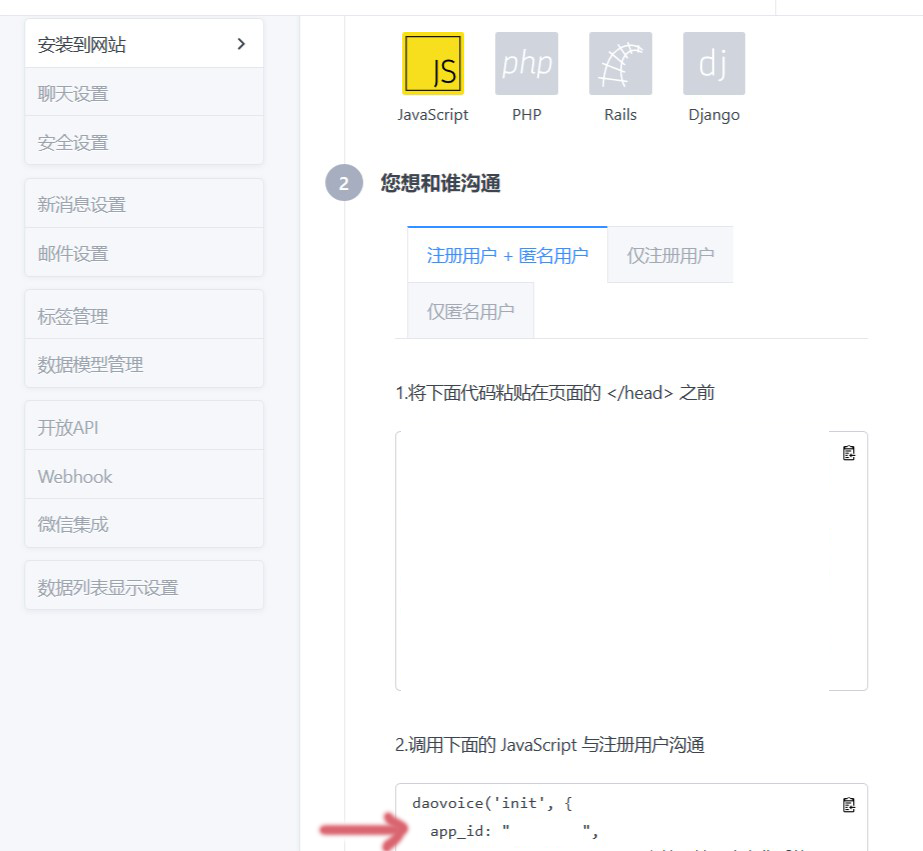 安装到网站
聊天设置
安全设置
新消息设置
邮件设置
标签管理
数据模型管理
开放API
Webhook
微信集成
数据列表显示设置
JS
php
dj
JavaScript
PHP
Rails
Django
2
您想和谁沟通
注册用户 + 匿名用户
仅注册用户
仅匿名用户
1.将下面代码粘贴在页面的 </head> 之前
2.调用下面的 JavaScript 与注册用户沟通
daovoice('init', {
app_id: " ",